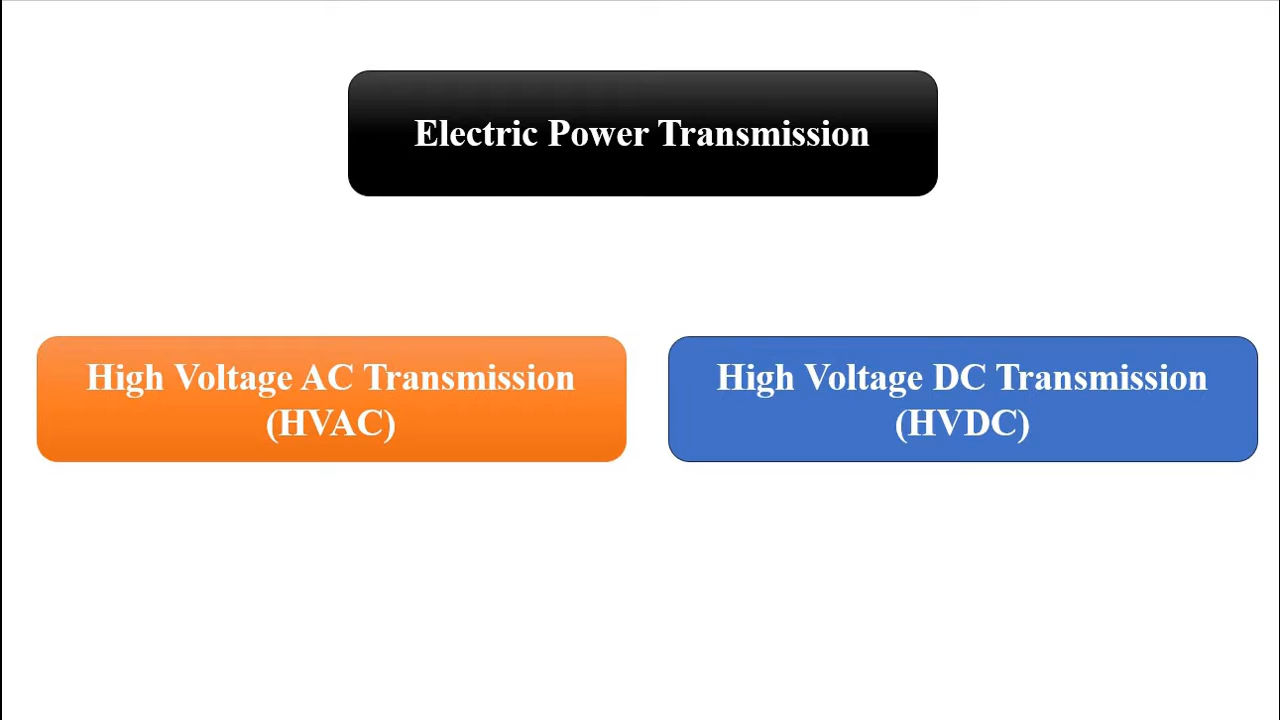 Electric Power Transmission
High Voltage AC Transmission
(HVAC)
High Voltage DC Transmission
(HVDC)